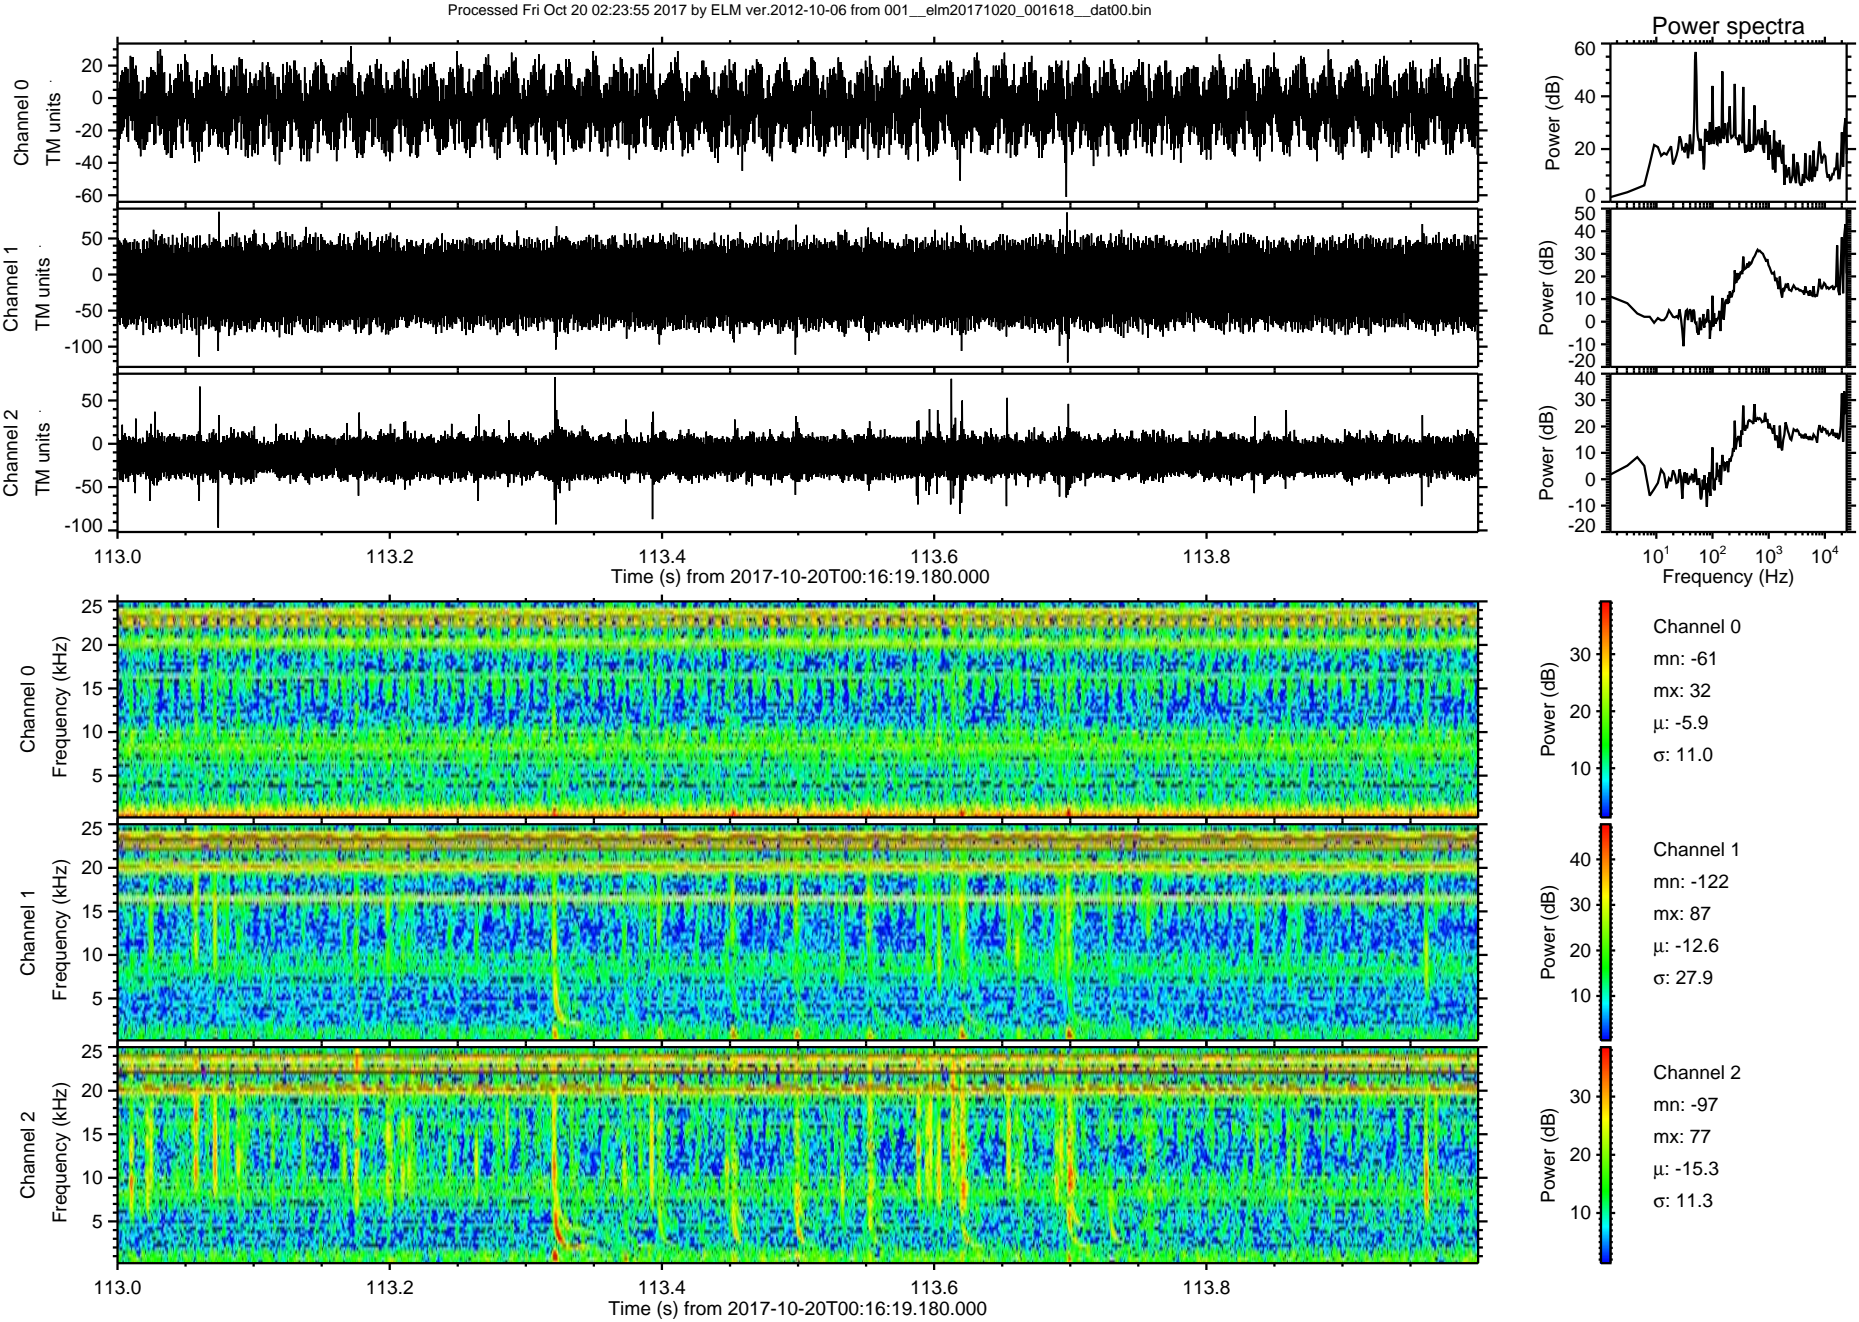 Processed Fri Oct 20 02:23:55 2017 by ELM ver.2012-10-06 from 001__elm20171020_001618__dat00.bin
Power spectra
Channel 0
TM units
20
0
-20
-40
-60
Power (dB)
60
40
20
0
Channel 1
TM units
50
0
-50
-100
Power (dB)
50
40
30
20
10
0
-10
-20
Channel 2
TM units
50
0
-50
-100
Power (dB)
40
30
20
10
0
-10
-20
113.0 113.2 113.4 113.6 113.8
Time (s) from 2017-10-20T00:16:19.180.000
10¹ 10² 10³ 10⁴
Frequency (Hz)
Channel 0
Frequency (kHz)
25
20
15
10
5
Power (dB)
30
20
10
Channel 0
mn: -61
mx: 32
μ: -5.9
σ: 11.0
Channel 1
Frequency (kHz)
25
20
15
10
5
Power (dB)
40
30
20
10
Channel 1
mn: -122
mx: 87
μ: -12.6
σ: 27.9
Channel 2
Frequency (kHz)
25
20
15
10
5
Power (dB)
30
20
10
Channel 2
mn: -97
mx: 77
μ: -15.3
σ: 11.3
113.0 113.2 113.4 113.6 113.8
Time (s) from 2017-10-20T00:16:19.180.000